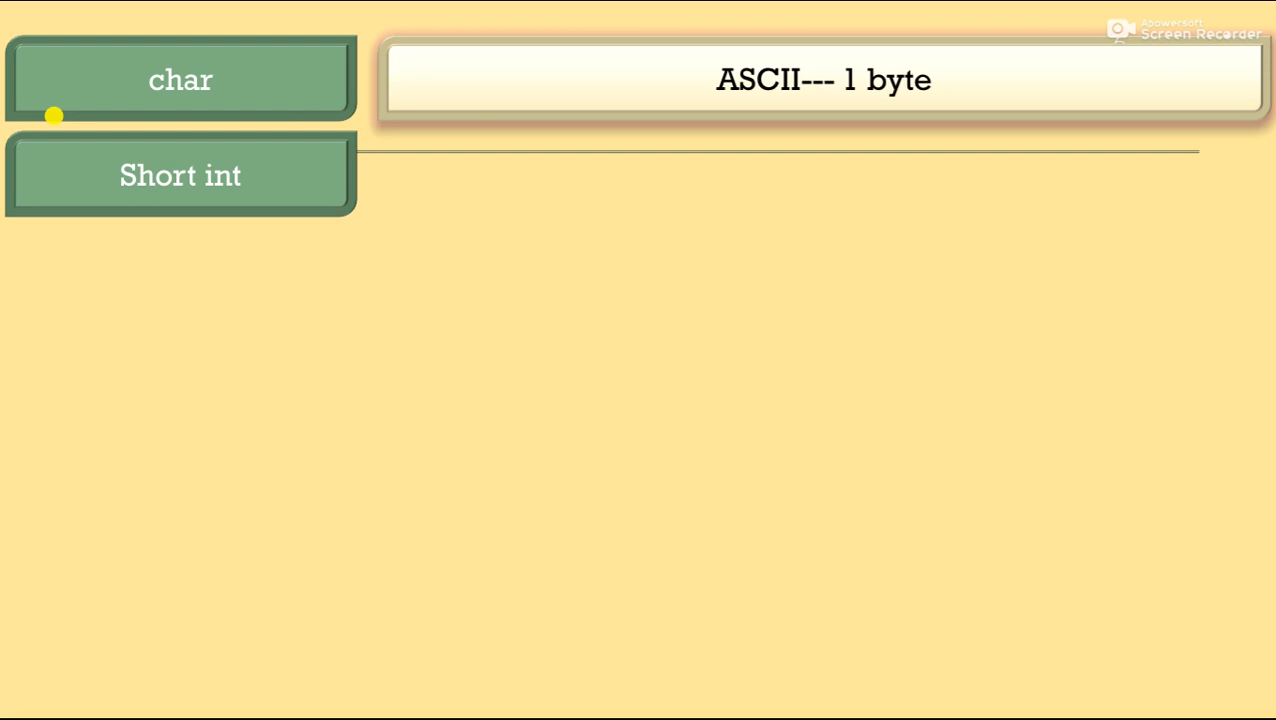 Apowersoft
Screen Recorder
char
ASCII--- 1 byte
Short int